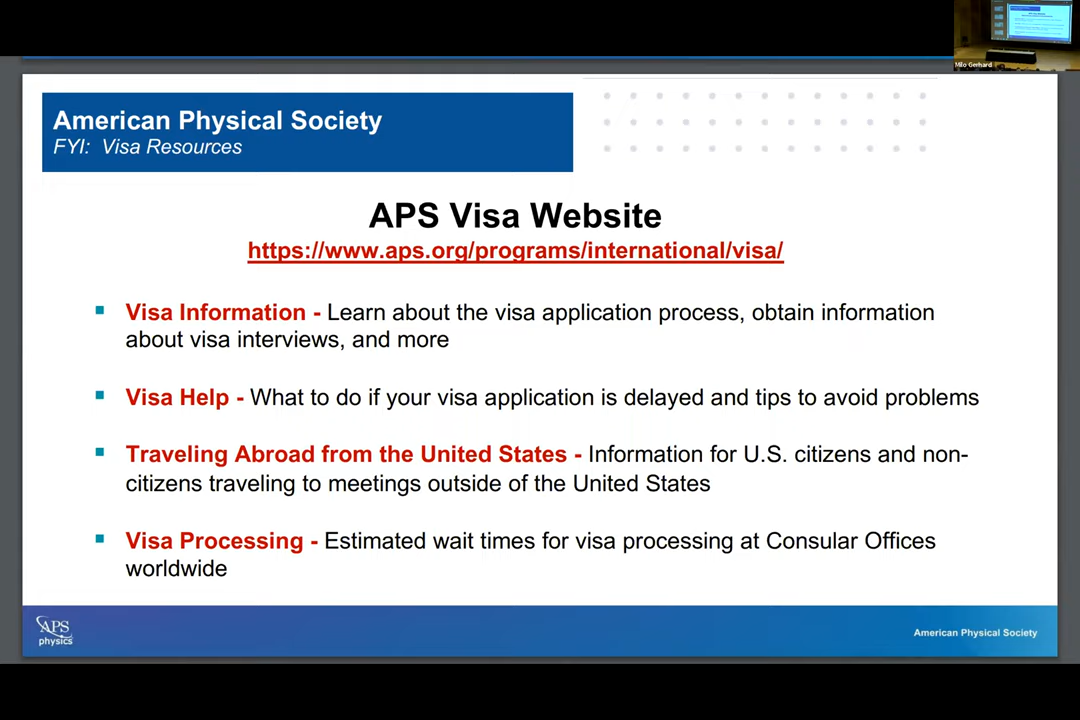 Milo Gerhard
American Physical Society
FYI: Visa Resources
APS Visa Website
https://www.aps.org/programs/international/visa/
Visa Information - Learn about the visa application process, obtain information
about visa interviews, and more
Visa Help - What to do if your visa application is delayed and tips to avoid problems
Traveling Abroad from the United States - Information for U.S. citizens and non-
citizens traveling to meetings outside of the United States
Visa Processing - Estimated wait times for visa processing at Consular Offices
worldwide
APS
physics
American Physical Society